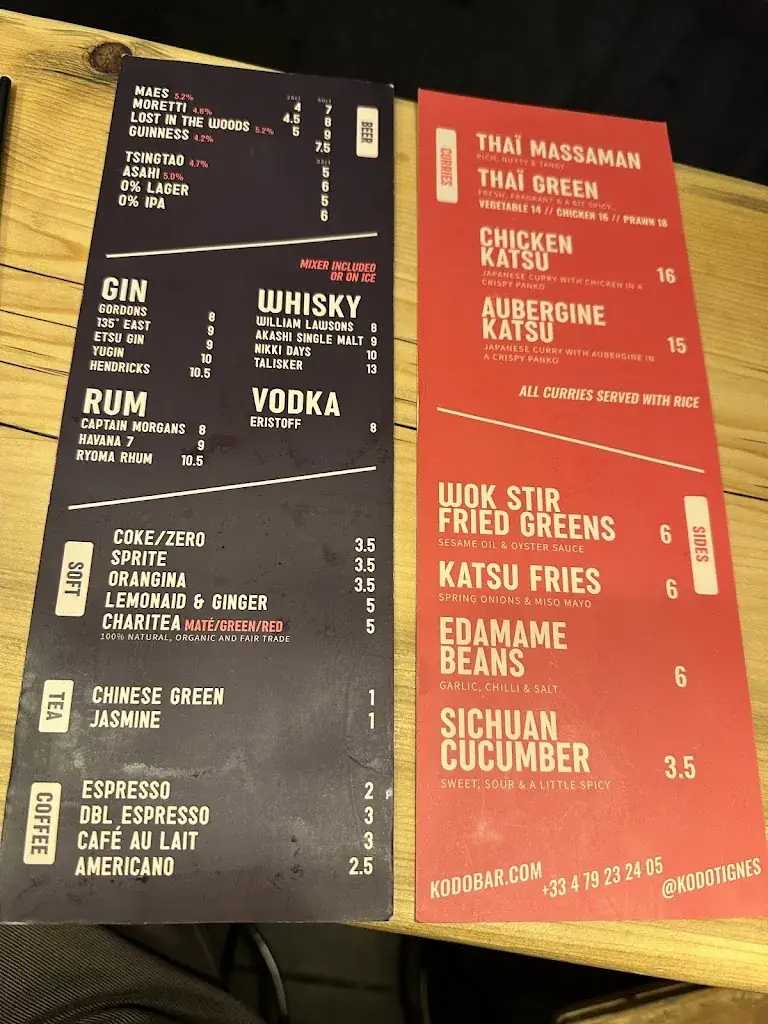 25cl 50cl
MAES 5.2% 4 7
MORETTI 4.6% 4.5 8
LOST IN THE WOODS 5.2% 5 9
GUINNESS 4.2% 7.5
BEER
33cl
TSINGTAO 4.7% 5
ASAHI 5.0% 6
0% LAGER 5
0% IPA 6
MIXER INCLUDED
OR ON ICE
GIN
GORDONS 8
135° EAST 9
ETSU GIN 9
YUGIN 10
HENDRICKS 10.5
WHISKY
WILLIAM LAWSONS 8
AKASHI SINGLE MALT 9
NIKKI DAYS 10
TALISKER 13
RUM
CAPTAIN MORGANS 8
HAVANA 7 9
RYOMA RHUM 10.5
VODKA
ERISTOFF 8
SOFT
COKE/ZERO 3.5
SPRITE 3.5
ORANGINA 3.5
LEMONAID & GINGER 5
CHARITEA MATÉ/GREEN/RED 5
100% NATURAL, ORGANIC AND FAIR TRADE
TEA
CHINESE GREEN 1
JASMINE 1
COFFEE
ESPRESSO 2
DBL ESPRESSO 3
CAFÉ AU LAIT 3
AMERICANO 2.5
CURRIES
THAÏ MASSAMAN
RICH, NUTTY & TANGY
THAÏ GREEN
FRESH, FRAGRANT & A BIT SPICY..
VEGETABLE 14 // CHICKEN 16 // PRAWN 18
CHICKEN
KATSU 16
JAPANESE CURRY WITH CHICKEN IN A
CRISPY PANKO
AUBERGINE
KATSU 15
JAPANESE CURRY WITH AUBERGINE IN
A CRISPY PANKO
ALL CURRIES SERVED WITH RICE
SIDES
WOK STIR
FRIED GREENS 6
SESAME OIL & OYSTER SAUCE
KATSU FRIES 6
SPRING ONIONS & MISO MAYO
EDAMAME
BEANS 6
GARLIC, CHILLI & SALT
SICHUAN
CUCUMBER 3.5
SWEET, SOUR & A LITTLE SPICY
KODOBAR.COM +33 4 79 23 24 05 @KODOTIGNES